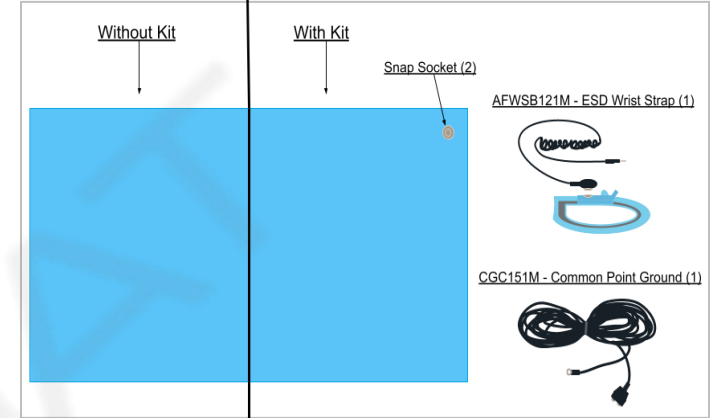 Without Kit
With Kit
Snap Socket (2)
AFWSB121M - ESD Wrist Strap (1)
CGC151M - Common Point Ground (1)